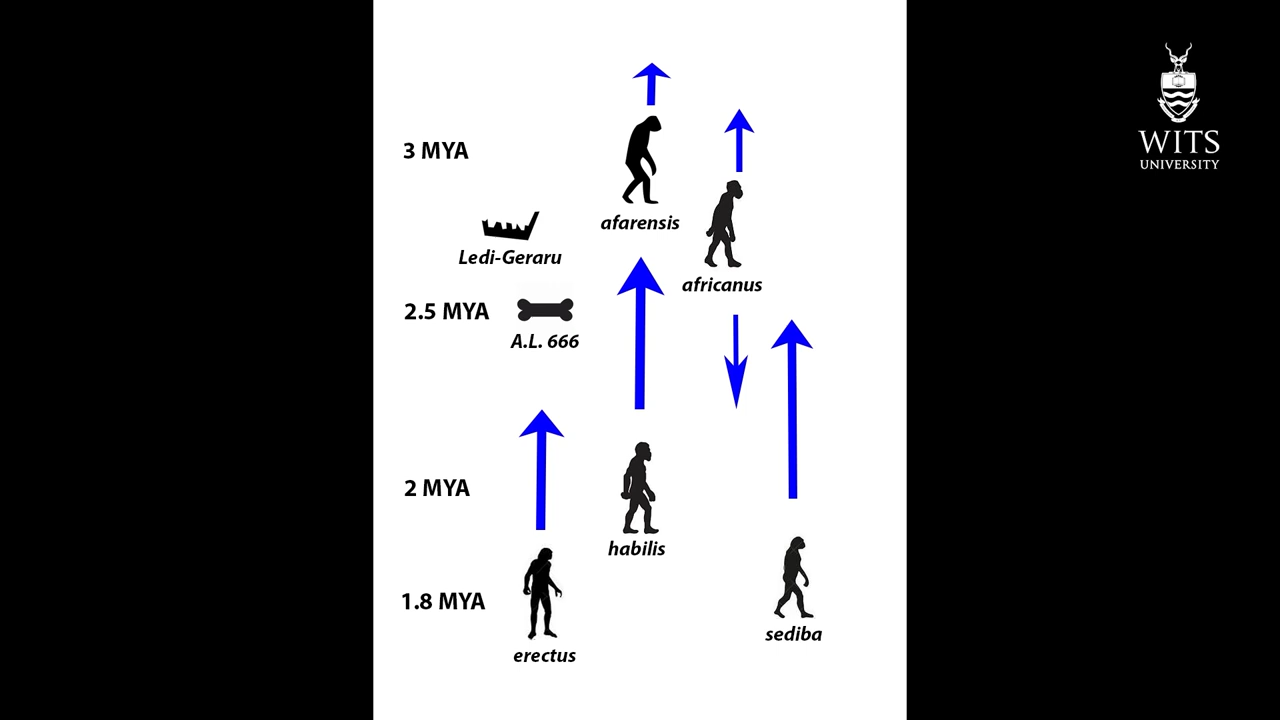 WITS
UNIVERSITY
3 MYA
afarensis
Ledi-Geraru
africanus
2.5 MYA
A.L. 666
2 MYA
habilis
1.8 MYA
sediba
erectus